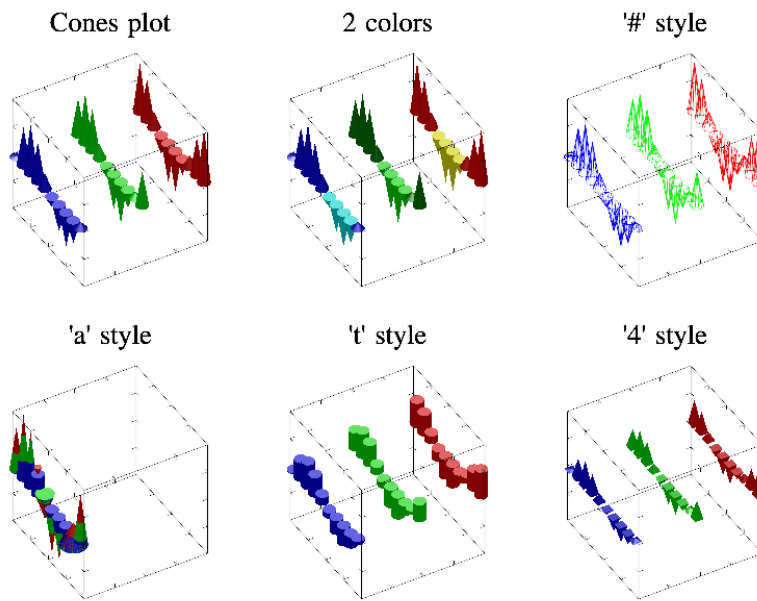 Cones plot
2 colors
'#' style
'a' style
't' style
'4' style